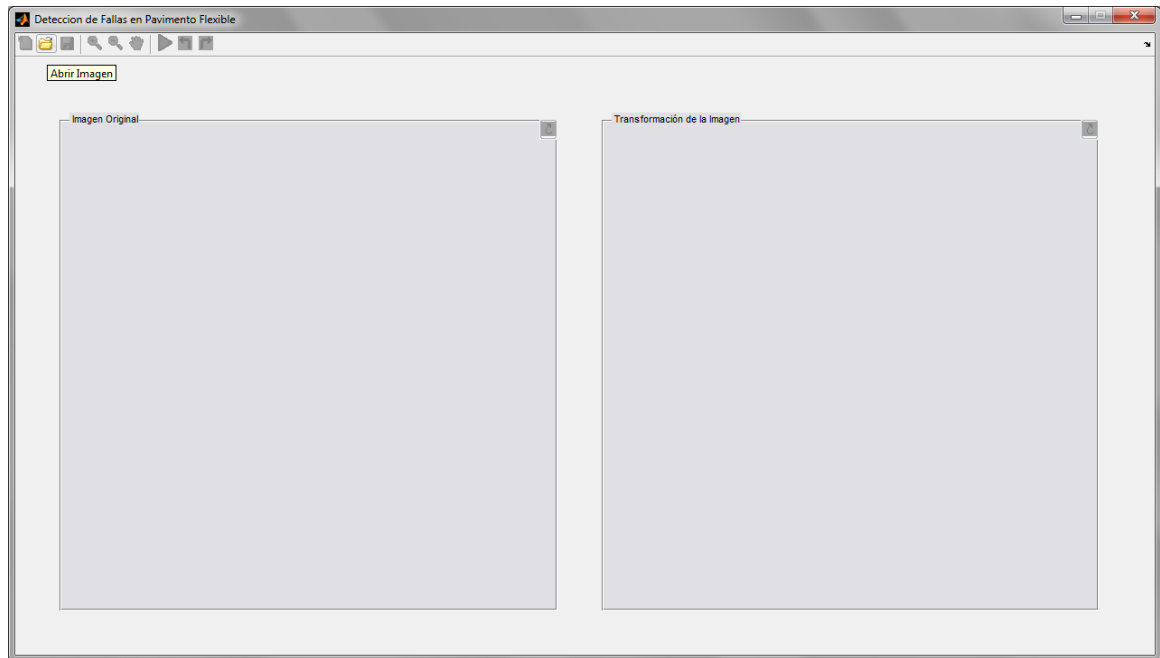 Deteccion de Fallas en Pavimento Flexible
Abrir Imagen
Imagen Original
Transformación de la Imagen